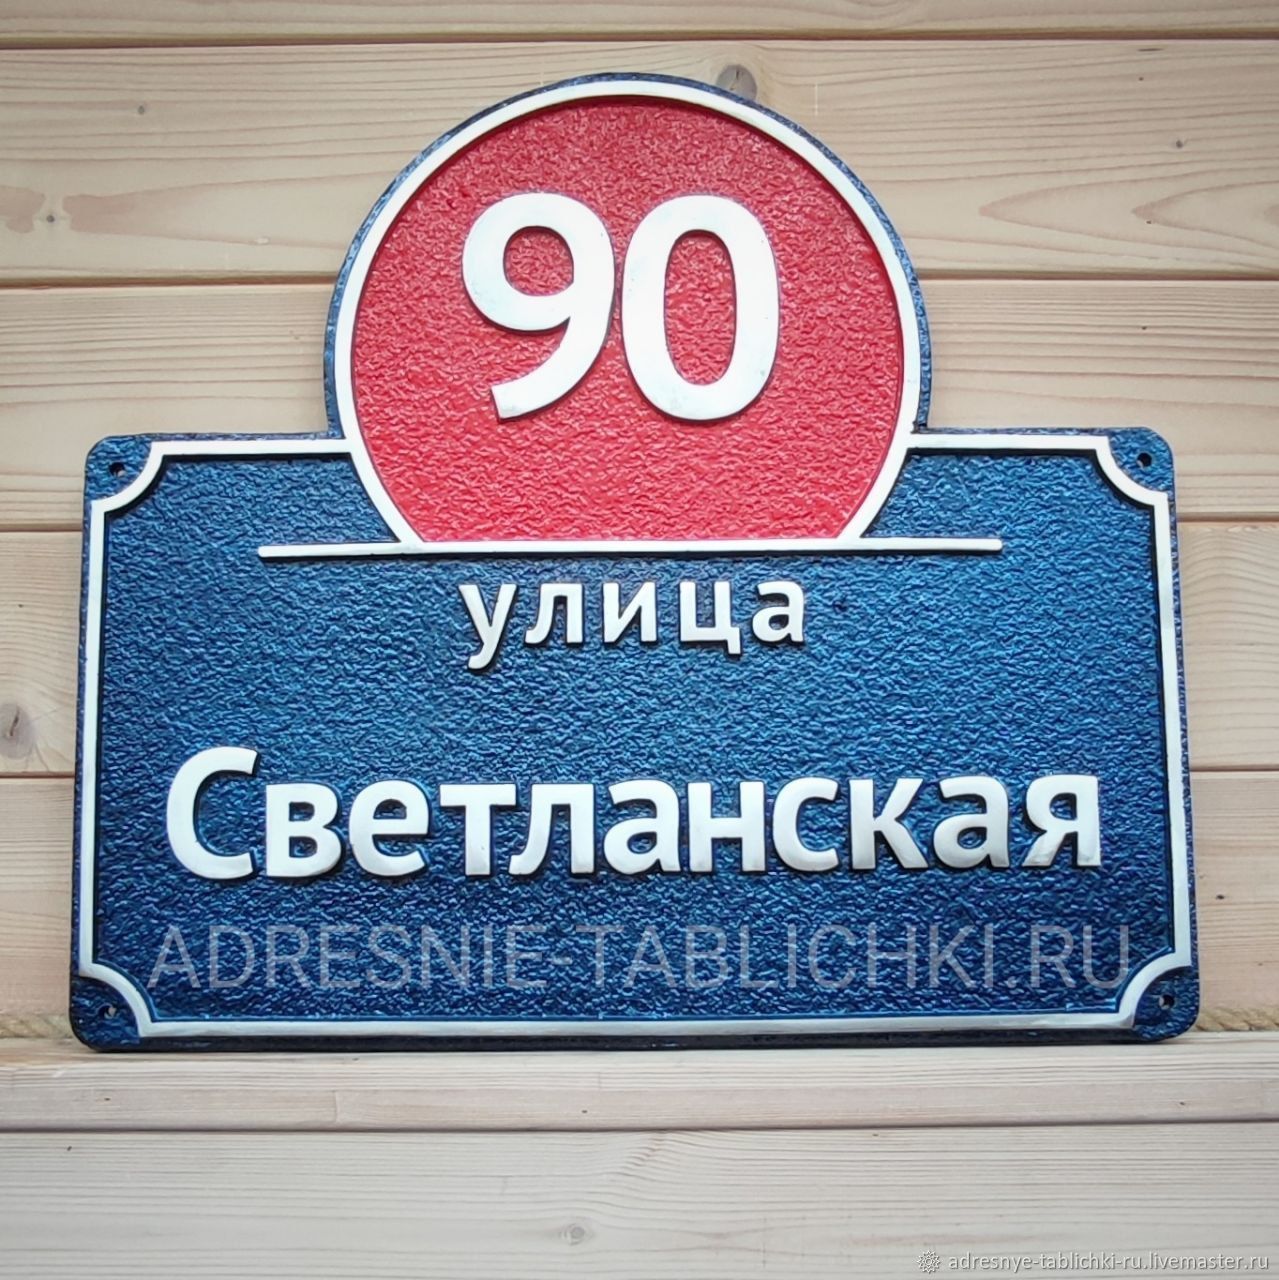 90
улица
Светланская
ADRESNIE-TABLICHKI.RU
adresnye-tablichki-ru.livemaster.ru